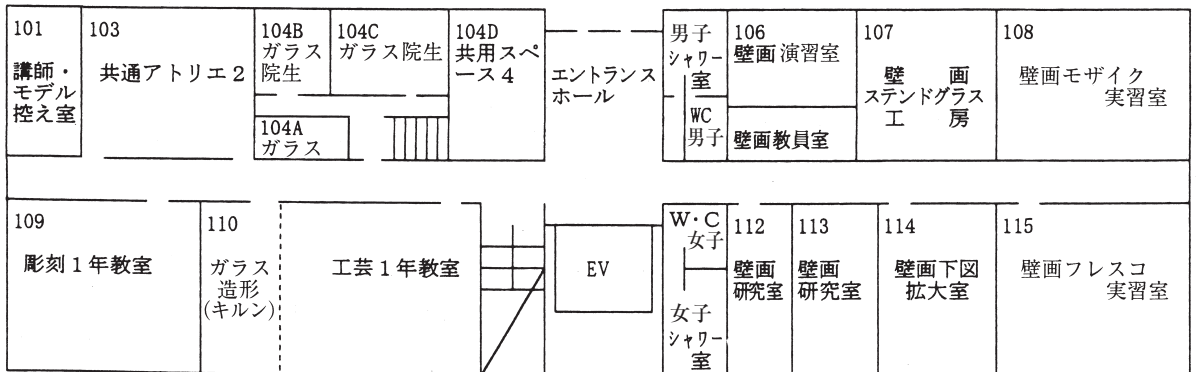 101
講師・
モデル
控え室
103
共通アトリエ2
104B
ガラス
院生
104C
ガラス院生
104A
ガラス
104D
共用スペ
ース4
エントランス
ホール
男子
シャワー
室
WC
男子
106
壁画演習室
壁画教員室
107
壁 画
ステンドグラス
工 房
108
壁画モザイク
実習室
109
彫刻1年教室
110
ガラス
造形
(キルン)
工芸1年教室
EV
W・C
女子
女子
シャワー
室
112
壁画
研究室
113
壁画
研究室
114
壁画下図
拡大室
115
壁画フレスコ
実習室